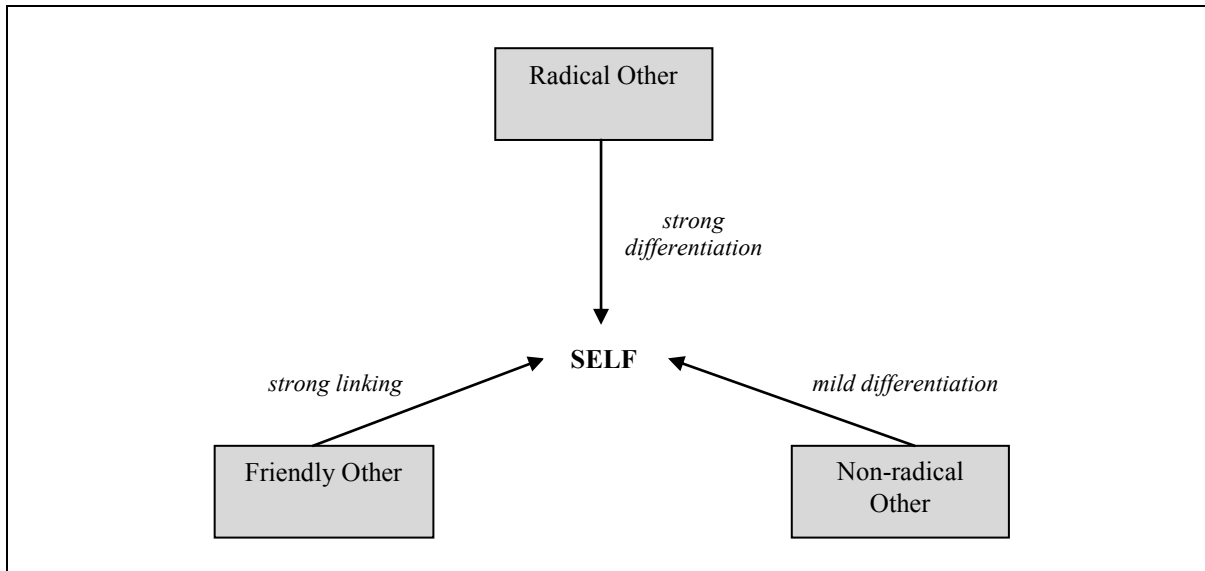 Radical Other
strong
differentiation
SELF
strong linking
mild differentiation
Friendly Other
Non-radical
Other